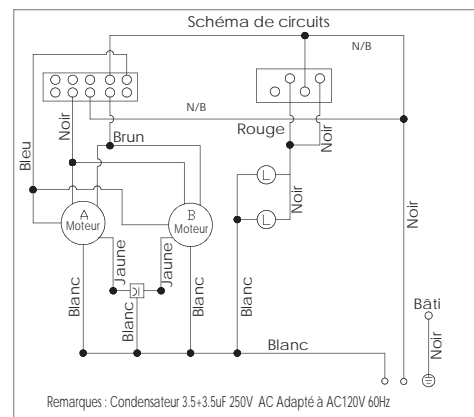 Schéma de circuits
N/B
N/B
Noir
Brun
Bleu
Rouge
Noir
L
Noir
L
Noir
A
Moteur
B
Moteur
Jaune
Jaune
Blanc
Blanc
Blanc
Blanc
Blanc
Bâti
Noir
Remarques : Condensateur 3.5+3.5uF 250V AC Adapté à AC120V 60Hz